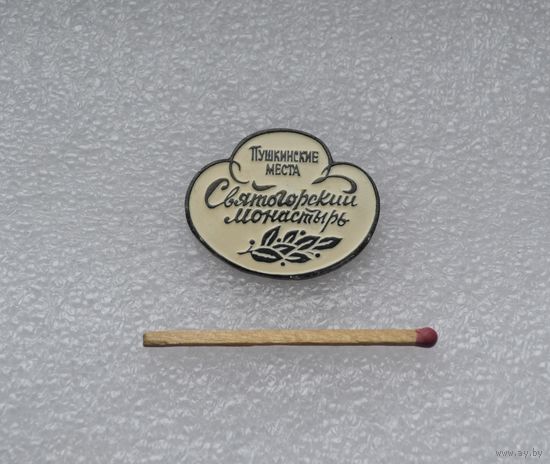 Пушкинские
места
Святогорский
монастырь
www.ay.by